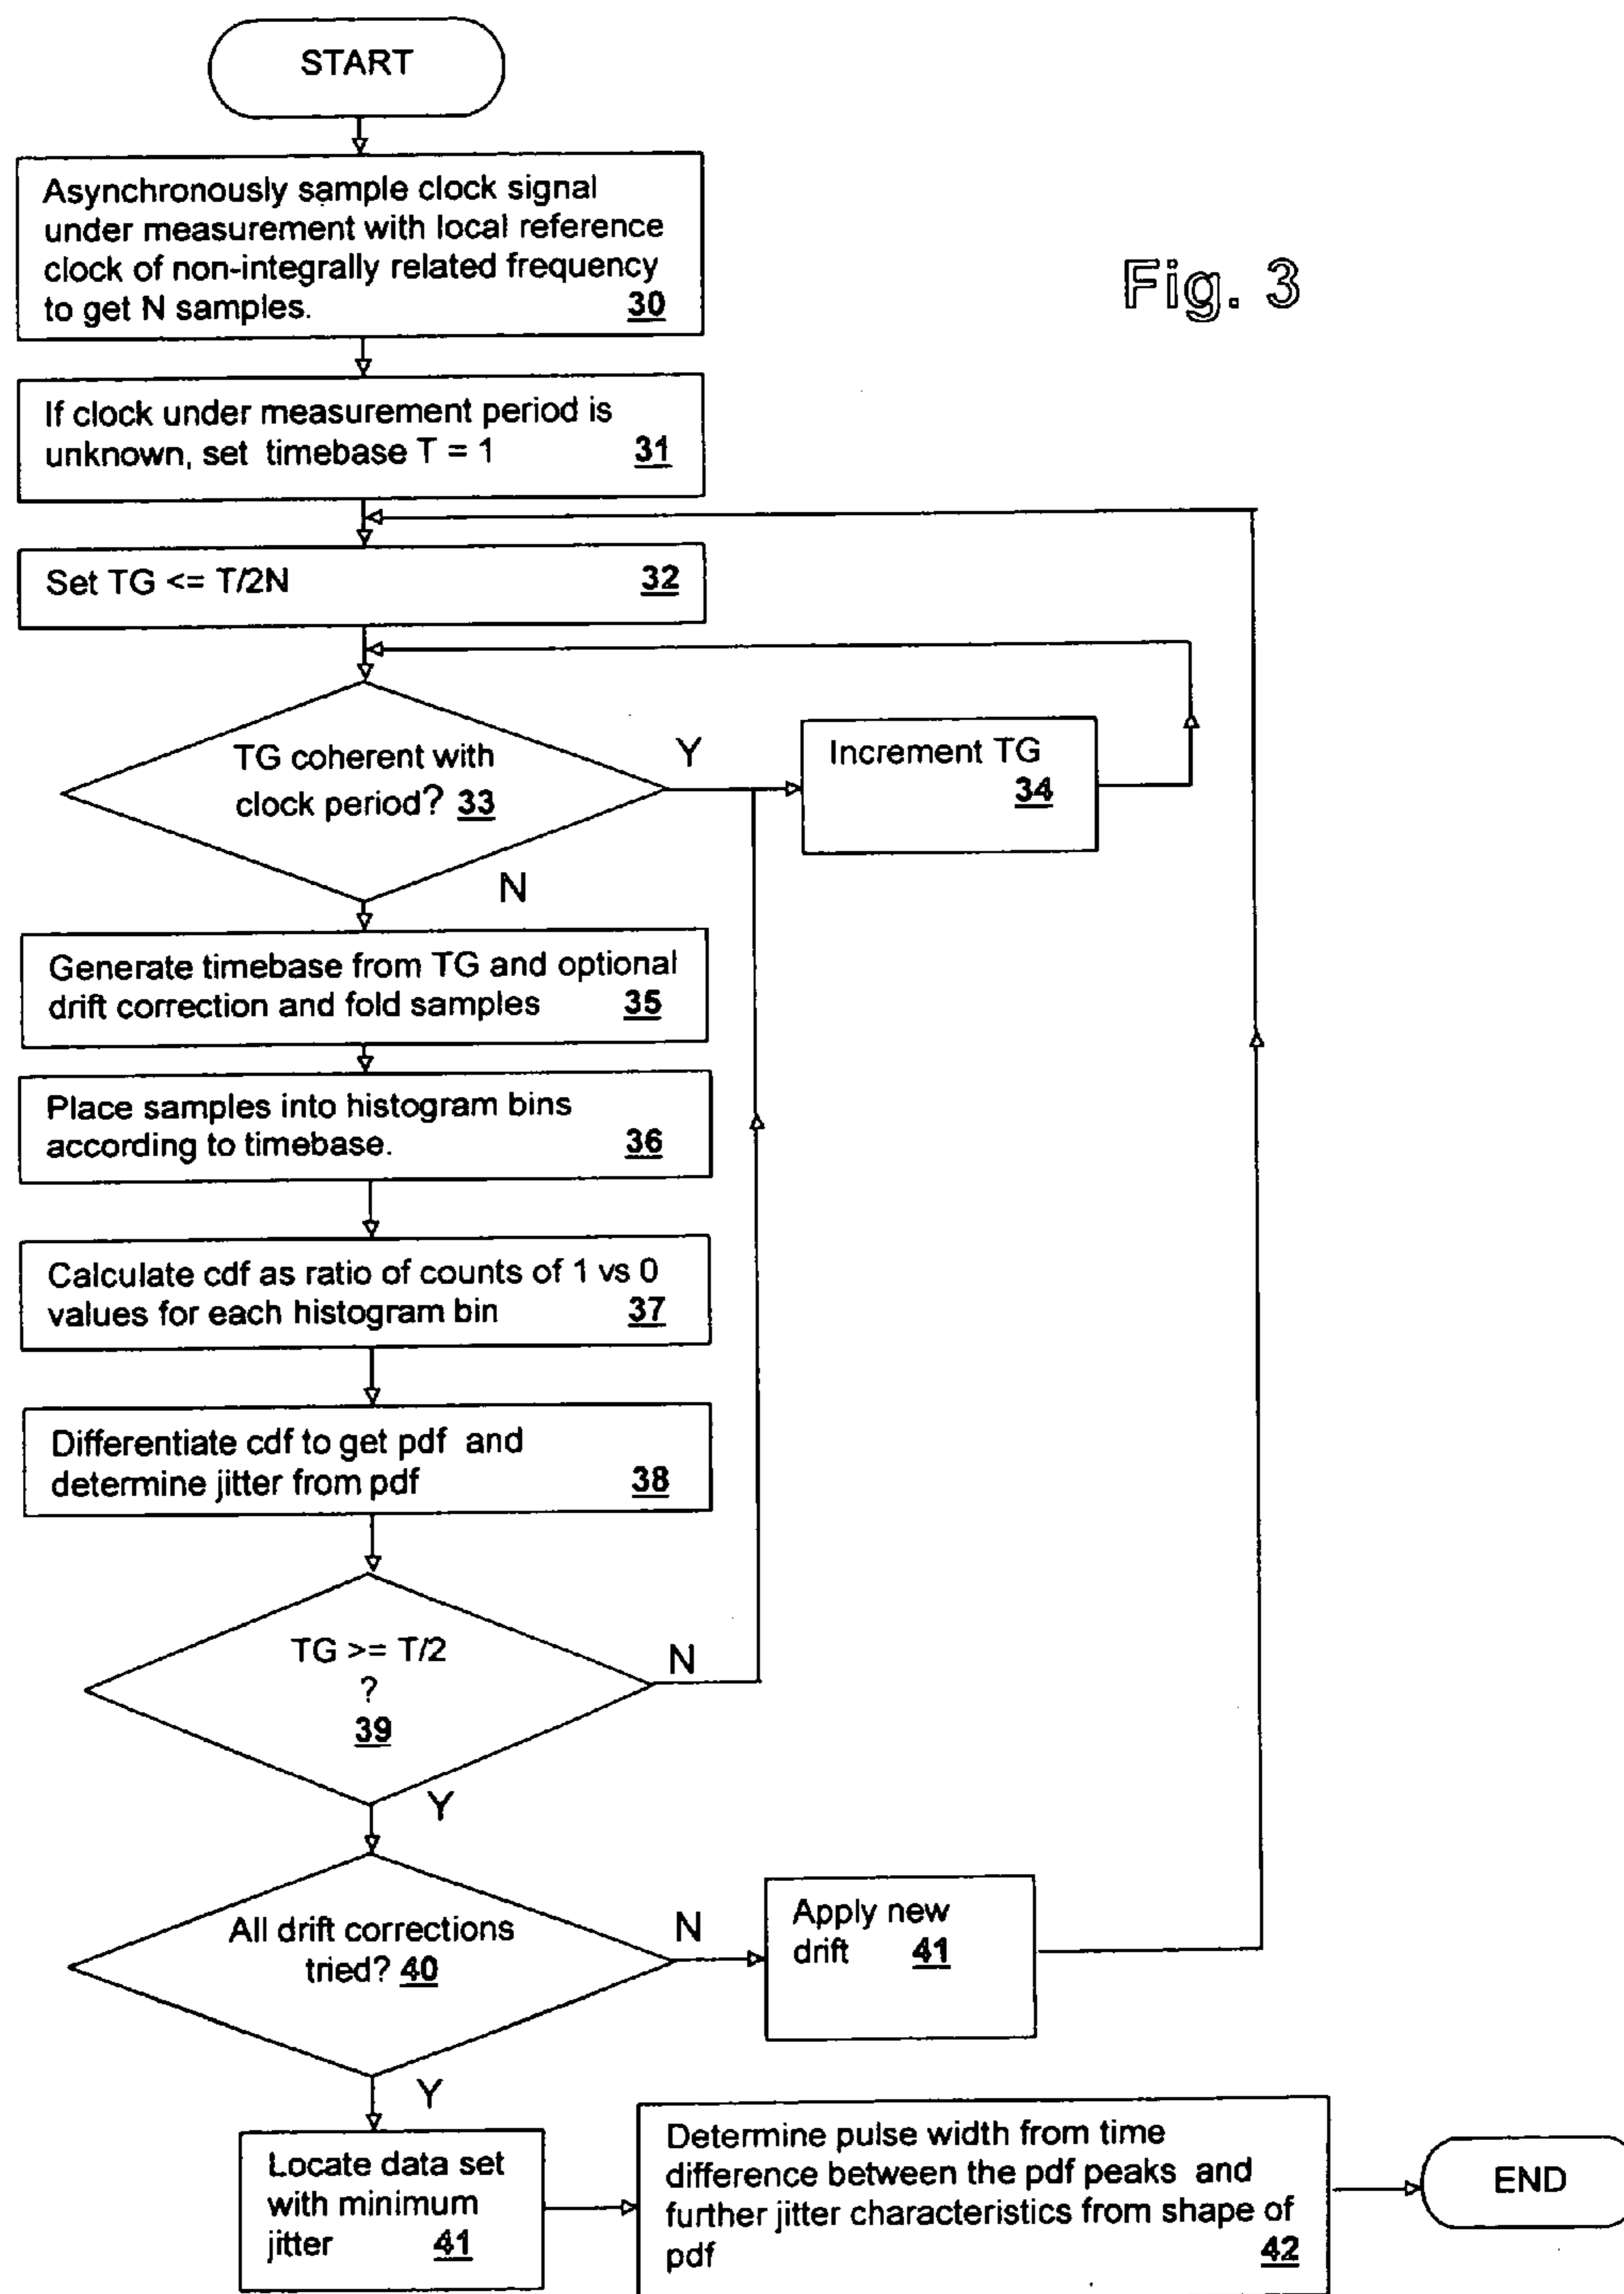 START
Asynchronously sample clock signal
under measurement with local reference
clock of non-integrally related frequency
to get N samples. 30
Fig. 3
If clock under measurement period is
unknown, set timebase T = 1 31
Set TG <= T/2N 32
TG coherent with
clock period? 33
Y
Increment TG
34
N
Generate timebase from TG and optional
drift correction and fold samples 35
Place samples into histogram bins
according to timebase. 36
Calculate cdf as ratio of counts of 1 vs 0
values for each histogram bin 37
Differentiate cdf to get pdf and
determine jitter from pdf 38
TG >= T/2
?
39
N
Y
All drift corrections
tried? 40
N
Apply new
drift 41
Y
Locate data set
with minimum
jitter 41
Determine pulse width from time
difference between the pdf peaks and
further jitter characteristics from shape of
pdf 42
END